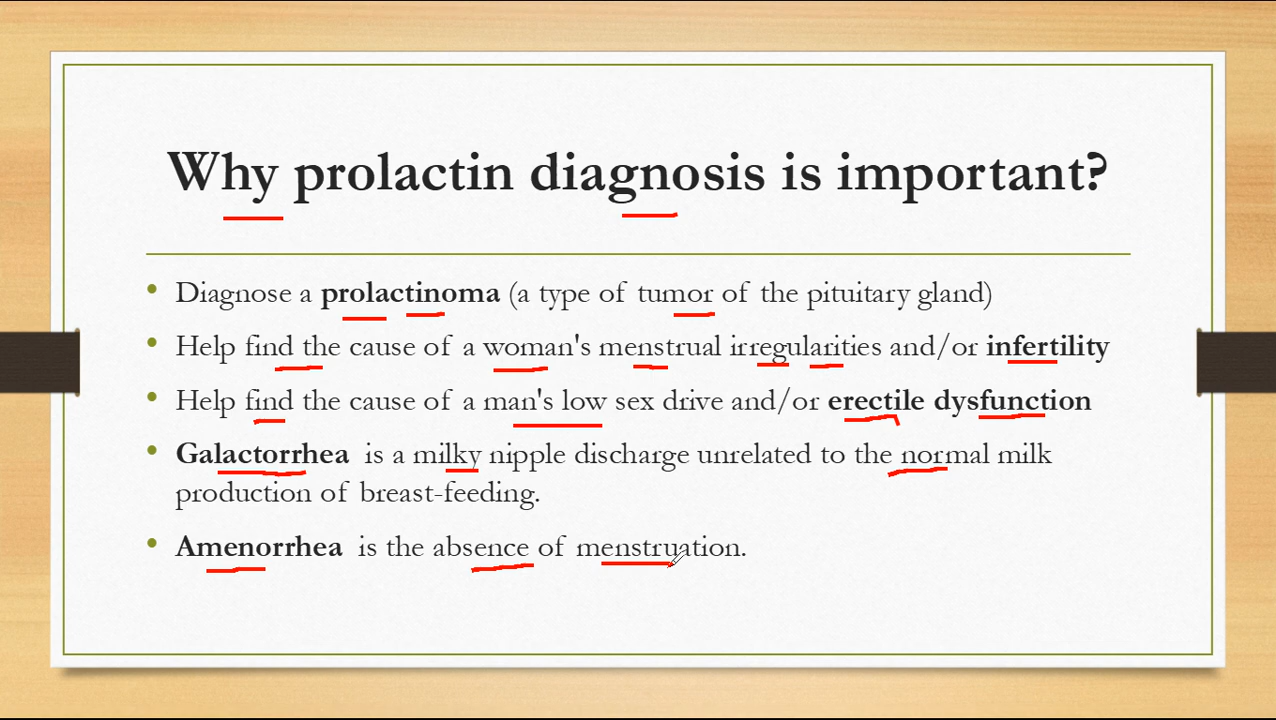 Why prolactin diagnosis is important?
• Diagnose a prolactinoma (a type of tumor of the pituitary gland)
• Help find the cause of a woman's menstrual irregularities and/or infertility
• Help find the cause of a man's low sex drive and/or erectile dysfunction
• Galactorrhea is a milky nipple discharge unrelated to the normal milk
production of breast-feeding.
• Amenorrhea is the absence of menstruation.